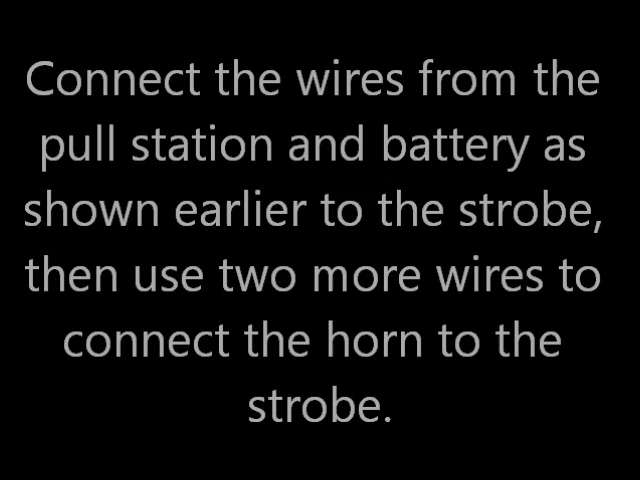 Connect the wires from the
pull station and battery as
shown earlier to the strobe,
then use two more wires to
connect the horn to the
strobe.